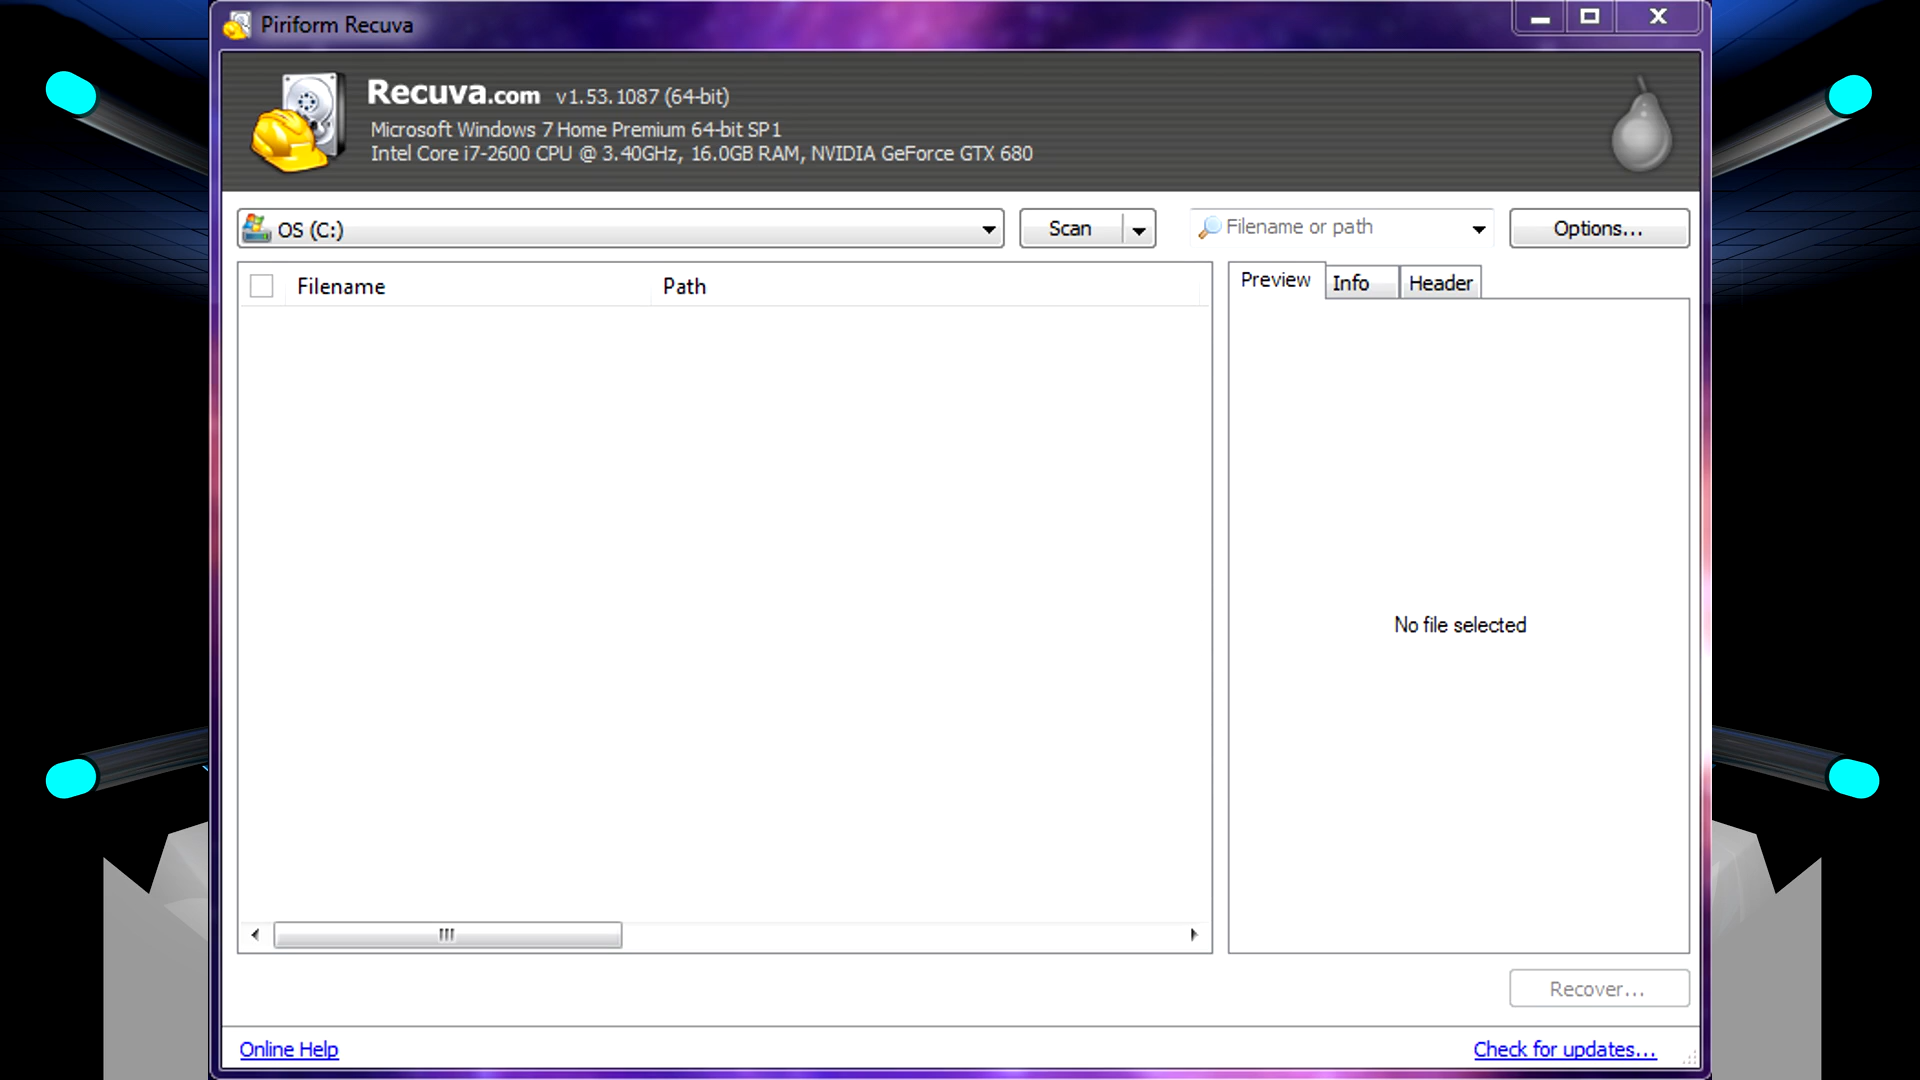 Piriform Recuva
Recuva.com v1.53.1087 (64-bit)
Microsoft Windows 7 Home Premium 64-bit SP1
Intel Core i7-2600 CPU @ 3.40GHz, 16.0GB RAM, NVIDIA GeForce GTX 680
OS (C:) Scan Filename or path Options...
Filename Path Preview Info Header
No file selected
Recover...
Online Help Check for updates...